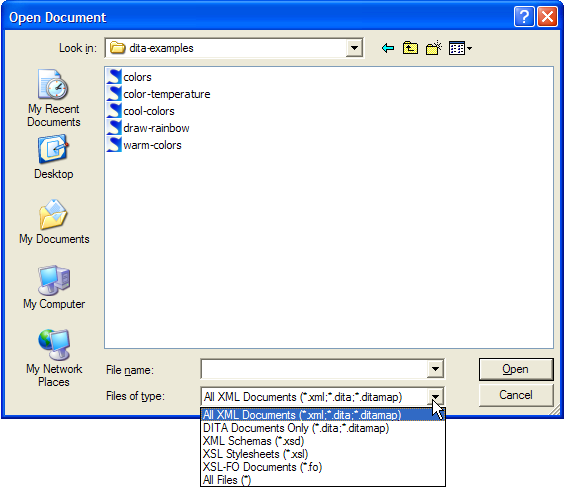 Open Document
Look in: dita-examples
My Recent
Documents
Desktop
My Documents
My Computer
My Network
Places
colors
color-temperature
cool-colors
draw-rainbow
warm-colors
File name:
Open
Files of type: All XML Documents (*.xml;*.dita;*.ditamap)
Cancel
All XML Documents (*.xml;*.dita;*.ditamap)
DITA Documents Only (*.dita;*.ditamap)
XML Schemas (*.xsd)
XSL Stylesheets (*.xsl)
XSL-FO Documents (*.fo)
All Files (*)